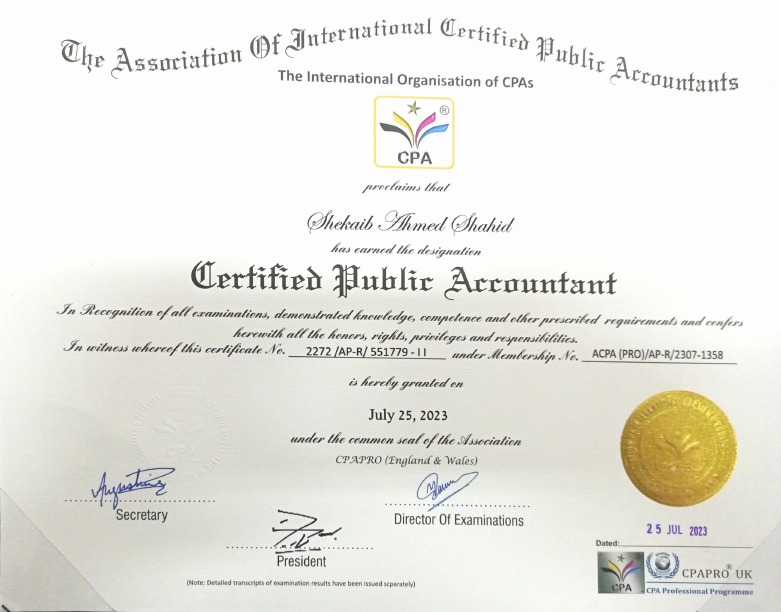 The Association Of International Certified Public Accountants
The International Organisation of CPAs
®
CPA
proclaims that
Shekaib Ahmed Shahid
has earned the designation
Certified Public Accountant
In Recognition of all examinations, demonstrated knowledge, competence and other prescribed requirements and confers
herewith all the honors, rights, privileges and responsibilities.
In witness whereof this certificate No. 2272 /AP-R/ 551779 - 11 under Membership No. ACPA (PRO)/AP-R/2307-1358
is hereby granted on
July 25, 2023
under the common seal of the Association
CPAPRO (England & Wales)
Secretary
Director Of Examinations
President
25 JUL 2023
Dated:
CPA
CPAPRO® UK
CPA Professional Programme
(Note: Detailed transcripts of examination results have been issued separately)